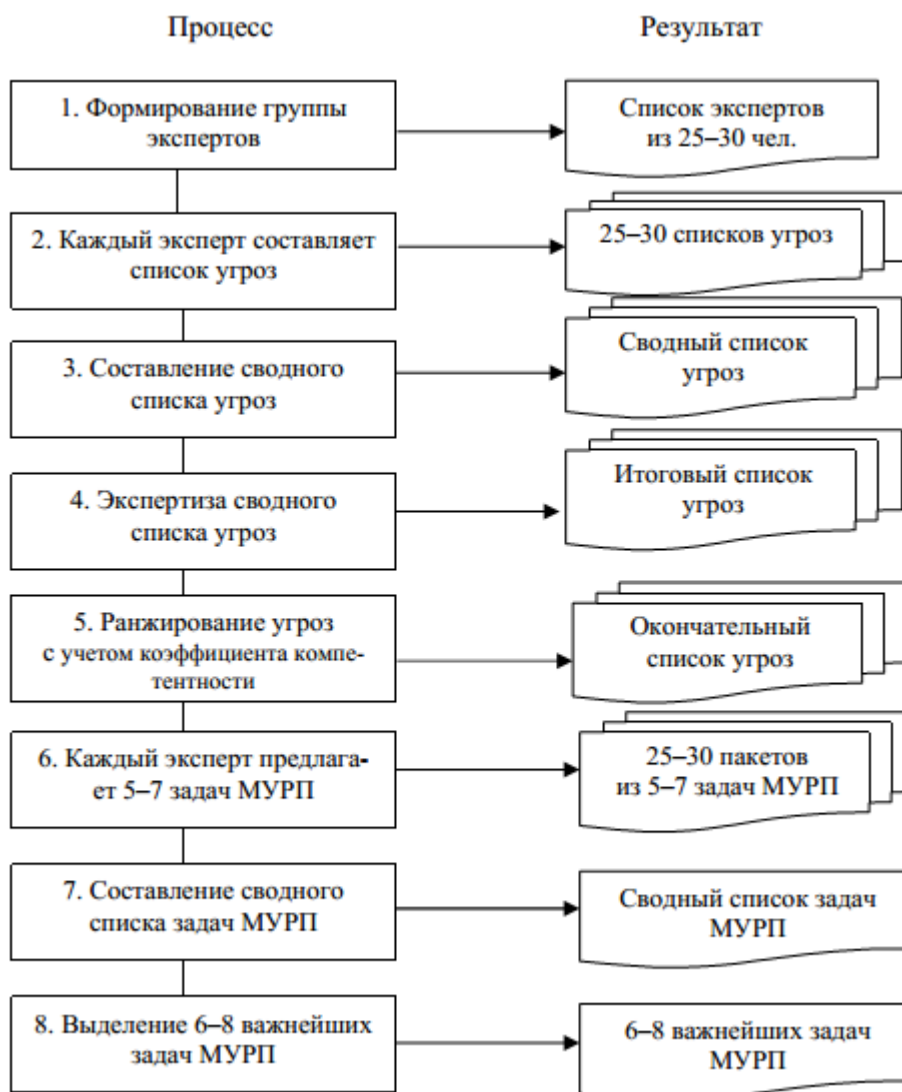 Процесс
Результат
1. Формирование группы
экспертов
Список экспертов
из 25–30 чел.
2. Каждый эксперт составляет
список угроз
25–30 списков угроз
3. Составление сводного
списка угроз
Сводный список
угроз
4. Экспертиза сводного
списка угроз
Итоговый список
угроз
5. Ранжирование угроз
с учетом коэффициента компе-
тентности
Окончательный
список угроз
6. Каждый эксперт предлага-
ет 5–7 задач МУРП
25–30 пакетов
из 5–7 задач МУРП
7. Составление сводного
списка задач МУРП
Сводный список задач
МУРП
8. Выделение 6–8 важнейших
задач МУРП
6–8 важнейших задач
МУРП